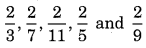 2/3, 2/7, 2/11, 2/5 and 2/9